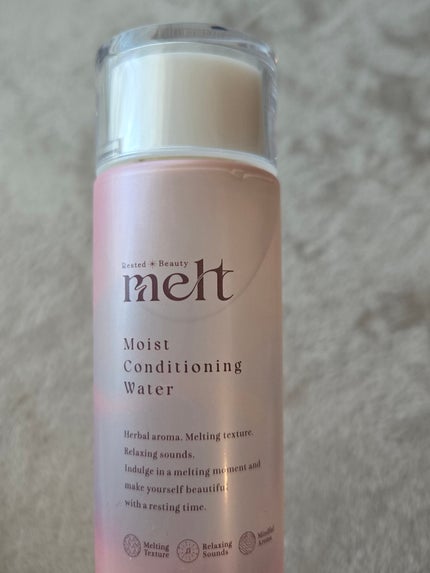 Rested ☀ Beauty
melt
Moist
Conditioning
Water
Herbal aroma. Melting texture.
Relaxing sounds.
Indulge in a melting moment and
make yourself beautiful
with a resting time.
Melting
Texture
Relaxing
Sounds
Mindful
Aroma